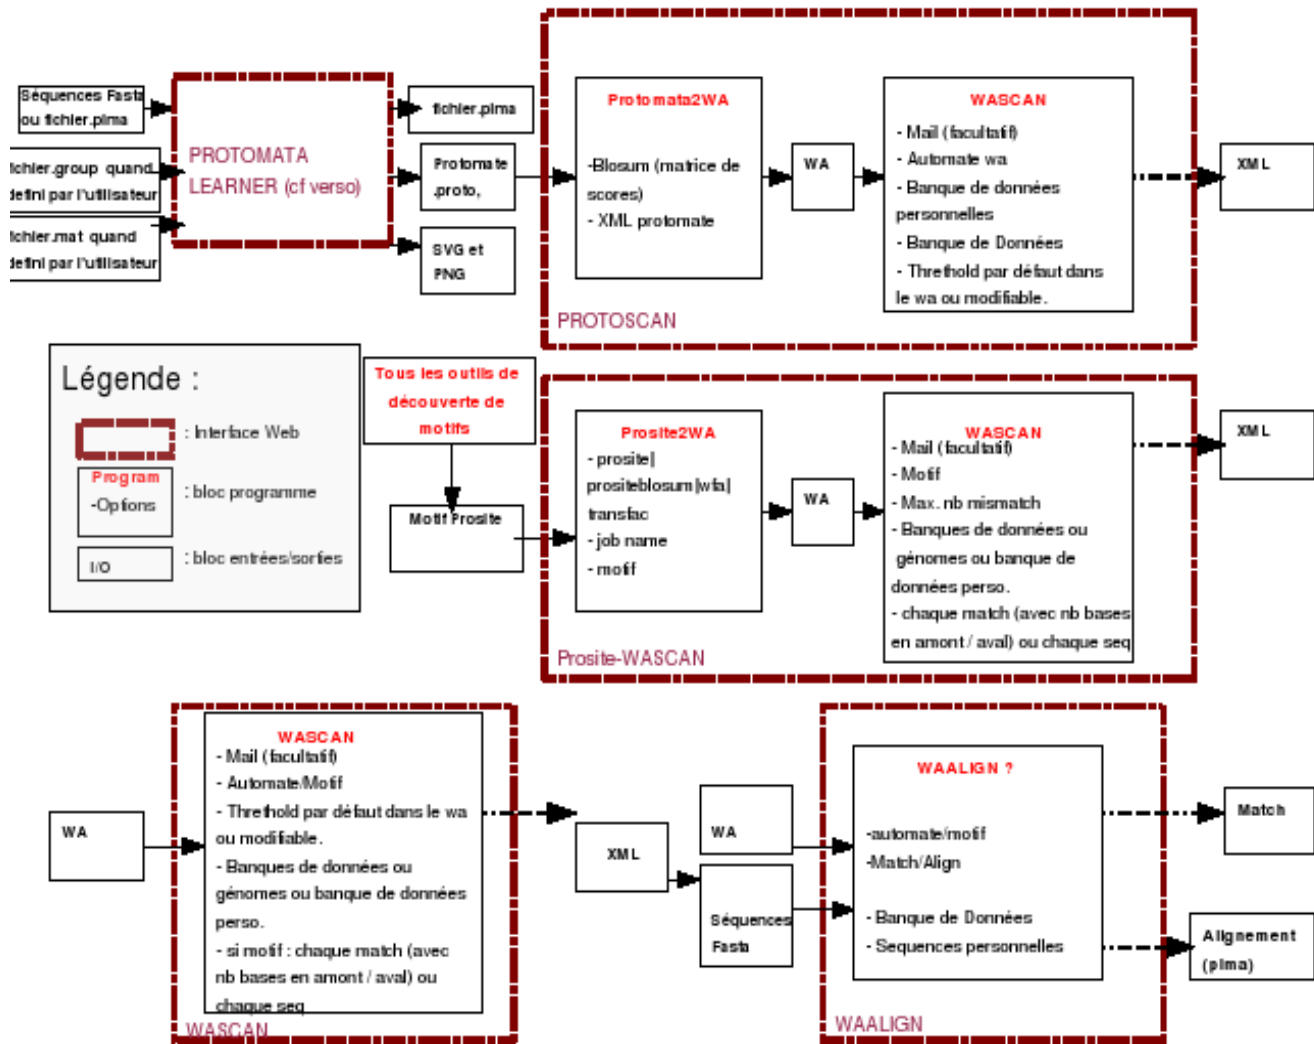 Séquences Fasta
ou fichier.plma
fichier.group quand
defini par l'utilisateur
fichier.mat quand
defini par l'utilisateur
PROTOMATA
LEARNER (cf verso)
fichier.plma
Protomate
.proto,
SVG et
PNG
Protomata2WA
-Blosum (matrice de
scores)
- XML protomate
WA
WASCAN
- Mail (facultatif)
- Automate wa
- Banque de données
personnelles
- Banque de Données
- Threthold par défaut dans
le wa ou modifiable.
PROTOSCAN
XML
Légende :
: Interface Web
Program
-Options
: bloc programme
I/O
: bloc entrées/sorties
Tous les outils de
découverte de
motifs
Motif Prosite
Prosite2WA
- prosite|
prositeblosum|wfa|
transfac
- job name
- motif
WA
WASCAN
- Mail (facultatif)
- Motif
- Max. nb mismatch
- Banques de données ou
génomes ou banque de
données perso.
- chaque match (avec nb bases
en amont / aval) ou chaque seq
Prosite-WASCAN
XML
WA
WASCAN
- Mail (facultatif)
- Automate/Motif
- Threthold par défaut dans le wa
ou modifiable.
- Banques de données ou
génomes ou banque de données
perso.
- si motif : chaque match (avec
nb bases en amont / aval) ou
chaque seq
WASCAN
XML
WA
Séquences
Fasta
WAALIGN ?
-automate/motif
-Match/Align
- Banque de Données
- Sequences personnelles
WAALIGN
Match
Alignement
(plma)